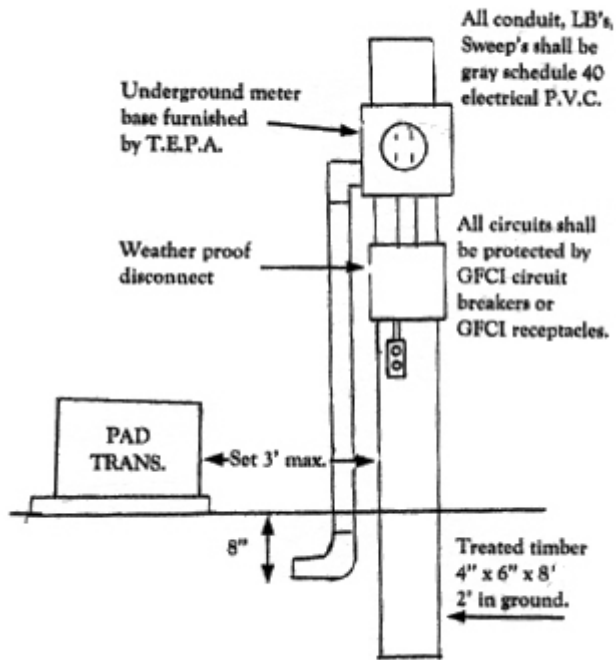 All conduit, LB's,
Sweep's shall be
gray schedule 40
electrical P.V.C.
Underground meter
base furnished
by T.E.P.A.
All circuits shall
be protected by
GFCI circuit
breakers or
GFCI receptacles.
Weather proof
disconnect
PAD
TRANS.
Set 3' max.
8"
Treated timber
4" x 6" x 8'
2' in ground.